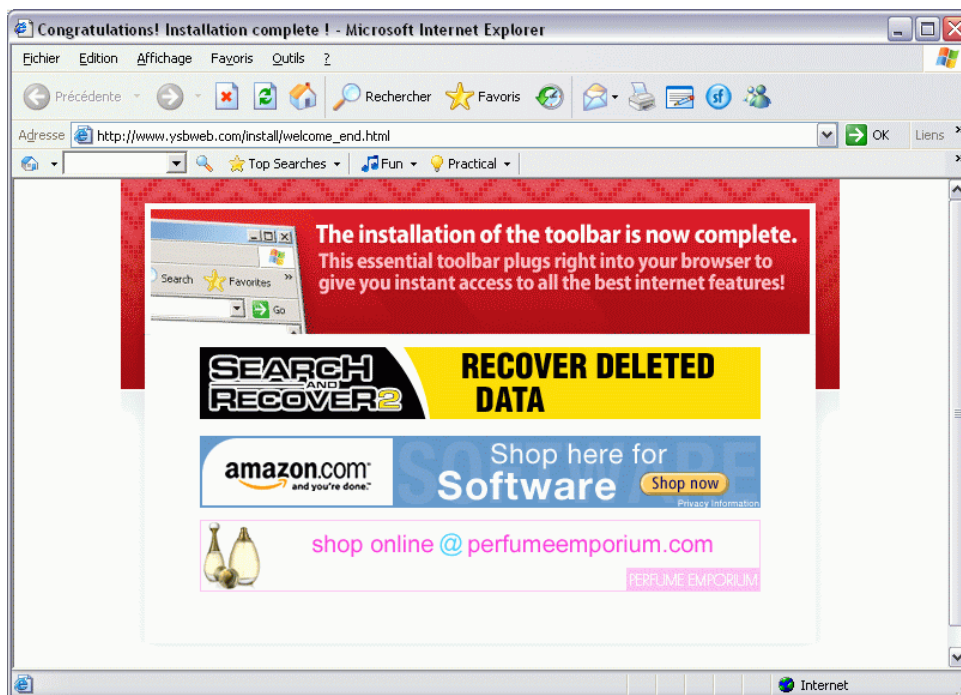 Congratulations! Installation complete ! - Microsoft Internet Explorer
Fichier Edition Affichage Favoris Outils ?
Précédente Rechercher Favoris
Adresse http://www.ysbweb.com/install/welcome_end.html OK Liens »
Top Searches Fun Practical »
The installation of the toolbar is now complete.
This essential toolbar plugs right into your browser to
give you instant access to all the best internet features!
Search Favorites »
Go
SEARCH AND RECOVER2
RECOVER DELETED
DATA
amazon.com
and you're done.™
SOFTWARE
Shop here for
Software Shop now
Privacy Information
shop online @ perfumeemporium.com
PERFUME EMPORIUM
Internet